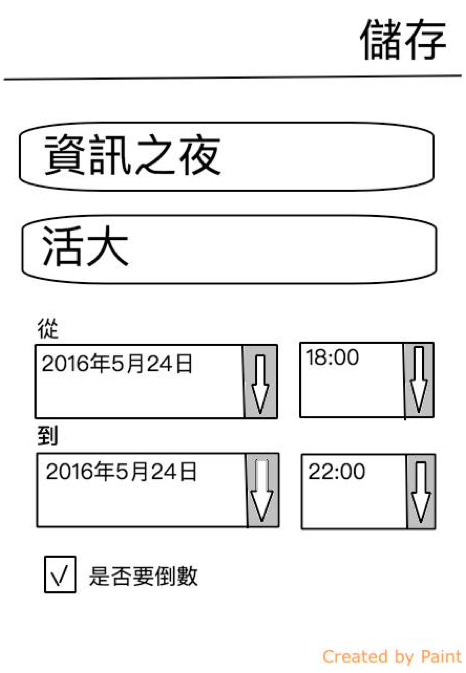 儲存
資訊之夜
活大
從
2016年5月24日 18:00
到
2016年5月24日 22:00
是否要倒數
Created by Paint